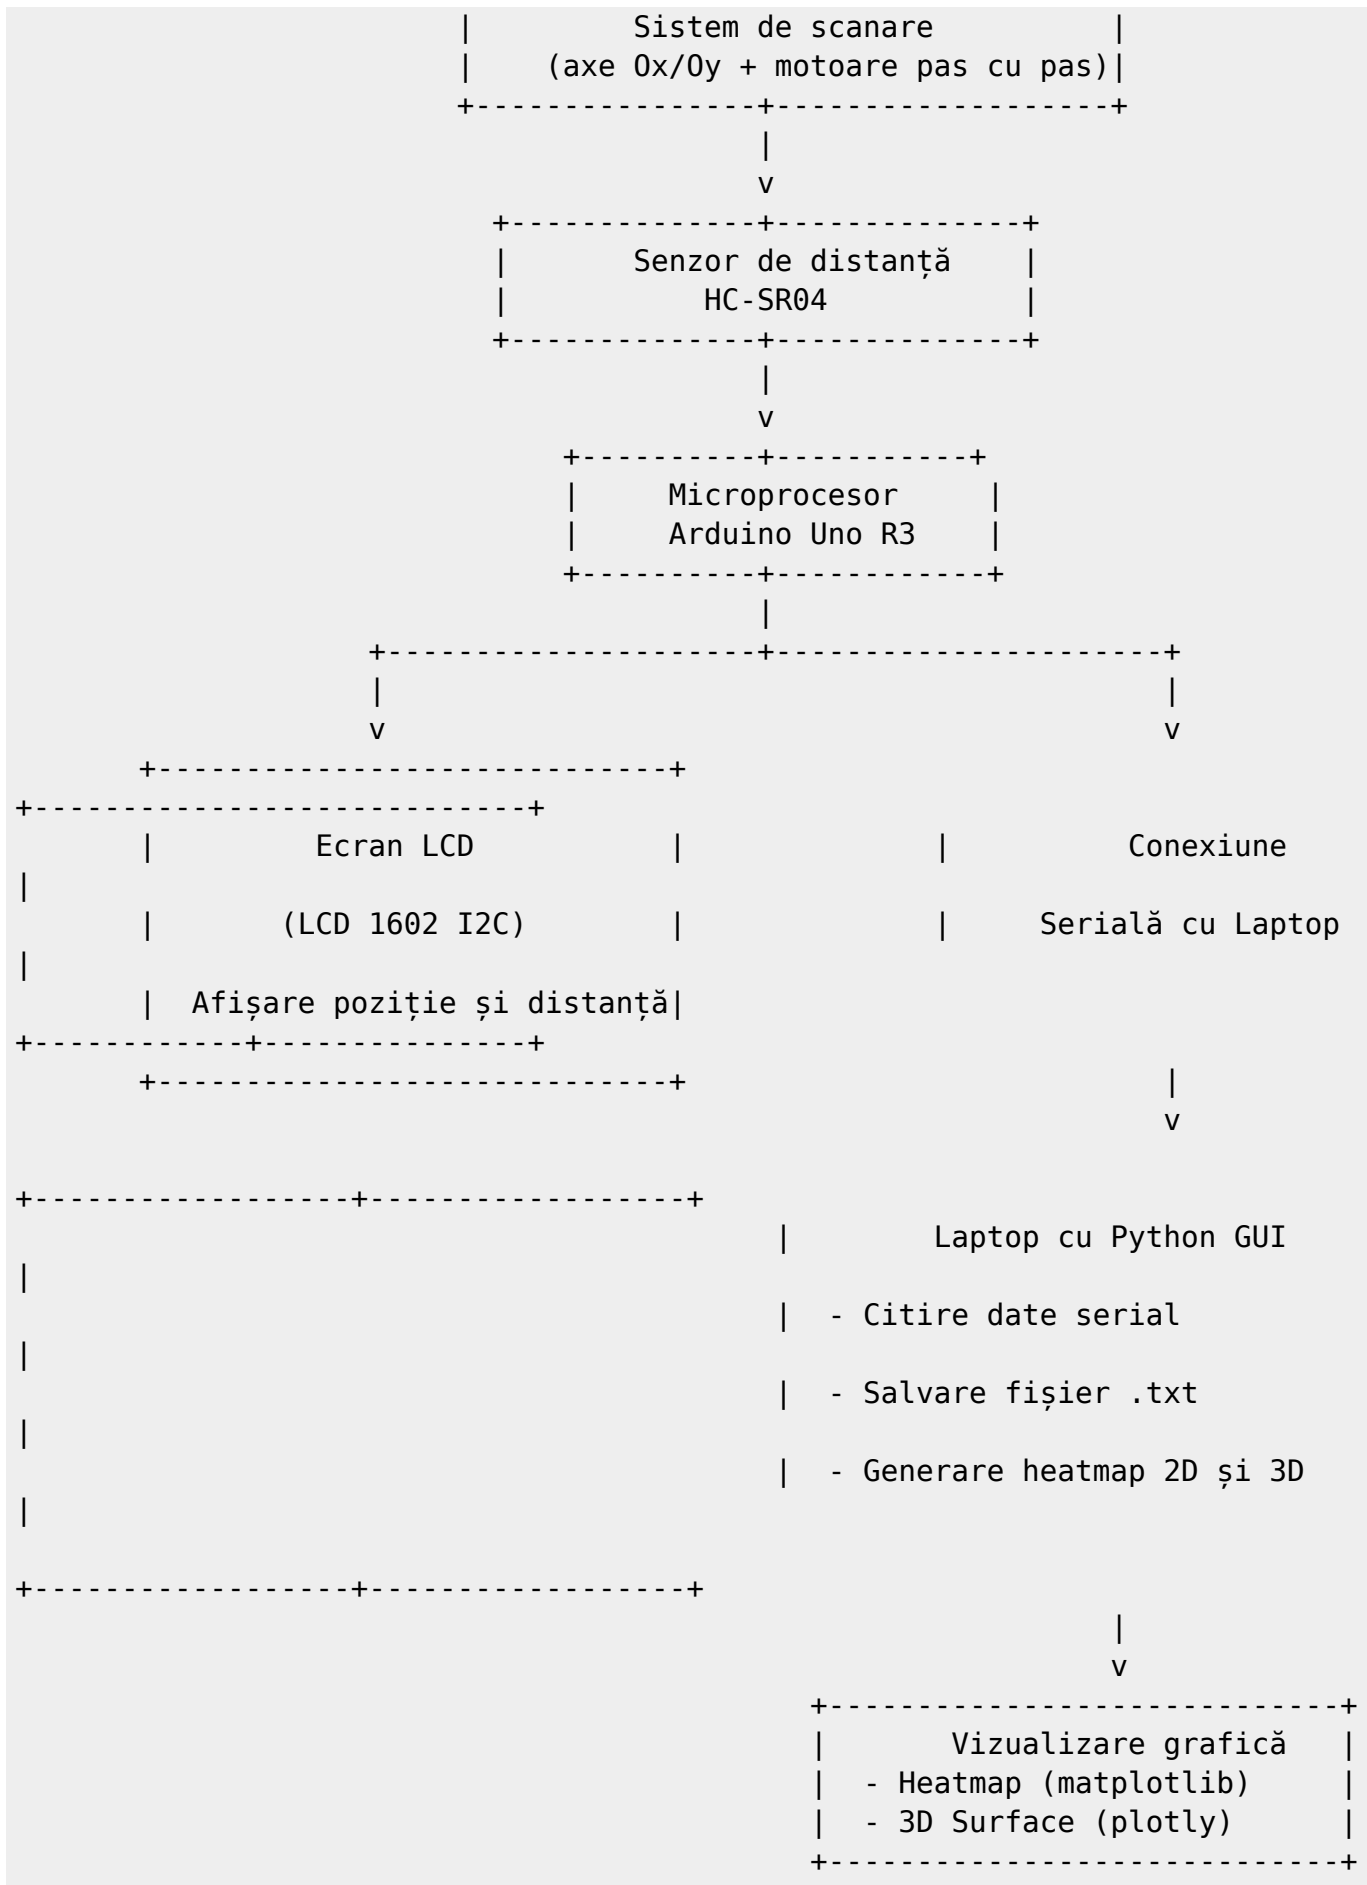 | Sistem de scanare |
| (axe Ox/Oy + motoare pas cu pas)|
+----------------+-------------------+
|
v
+--------------+--------------+
| Senzor de distanță |
| HC-SR04 |
+--------------+--------------+
|
v
+----------+-----------+
| Microprocesor |
| Arduino Uno R3 |
+----------+------------+
|
+---------------------+----------------------+
| |
v v
+-----------------------------+
+----------------------------+
| Ecran LCD | | Conexiune
|
| (LCD 1602 I2C) | | Serială cu Laptop
|
| Afișare poziție și distanță|
+------------+---------------+
+-----------------------------+ |
v
+------------------+------------------+
| Laptop cu Python GUI
|
| - Citire date serial
|
| - Salvare fișier .txt
|
| - Generare heatmap 2D și 3D
|
+------------------+------------------+
|
v
+-----------------------------+
| Vizualizare grafică |
| - Heatmap (matplotlib) |
| - 3D Surface (plotly) |
+-----------------------------+